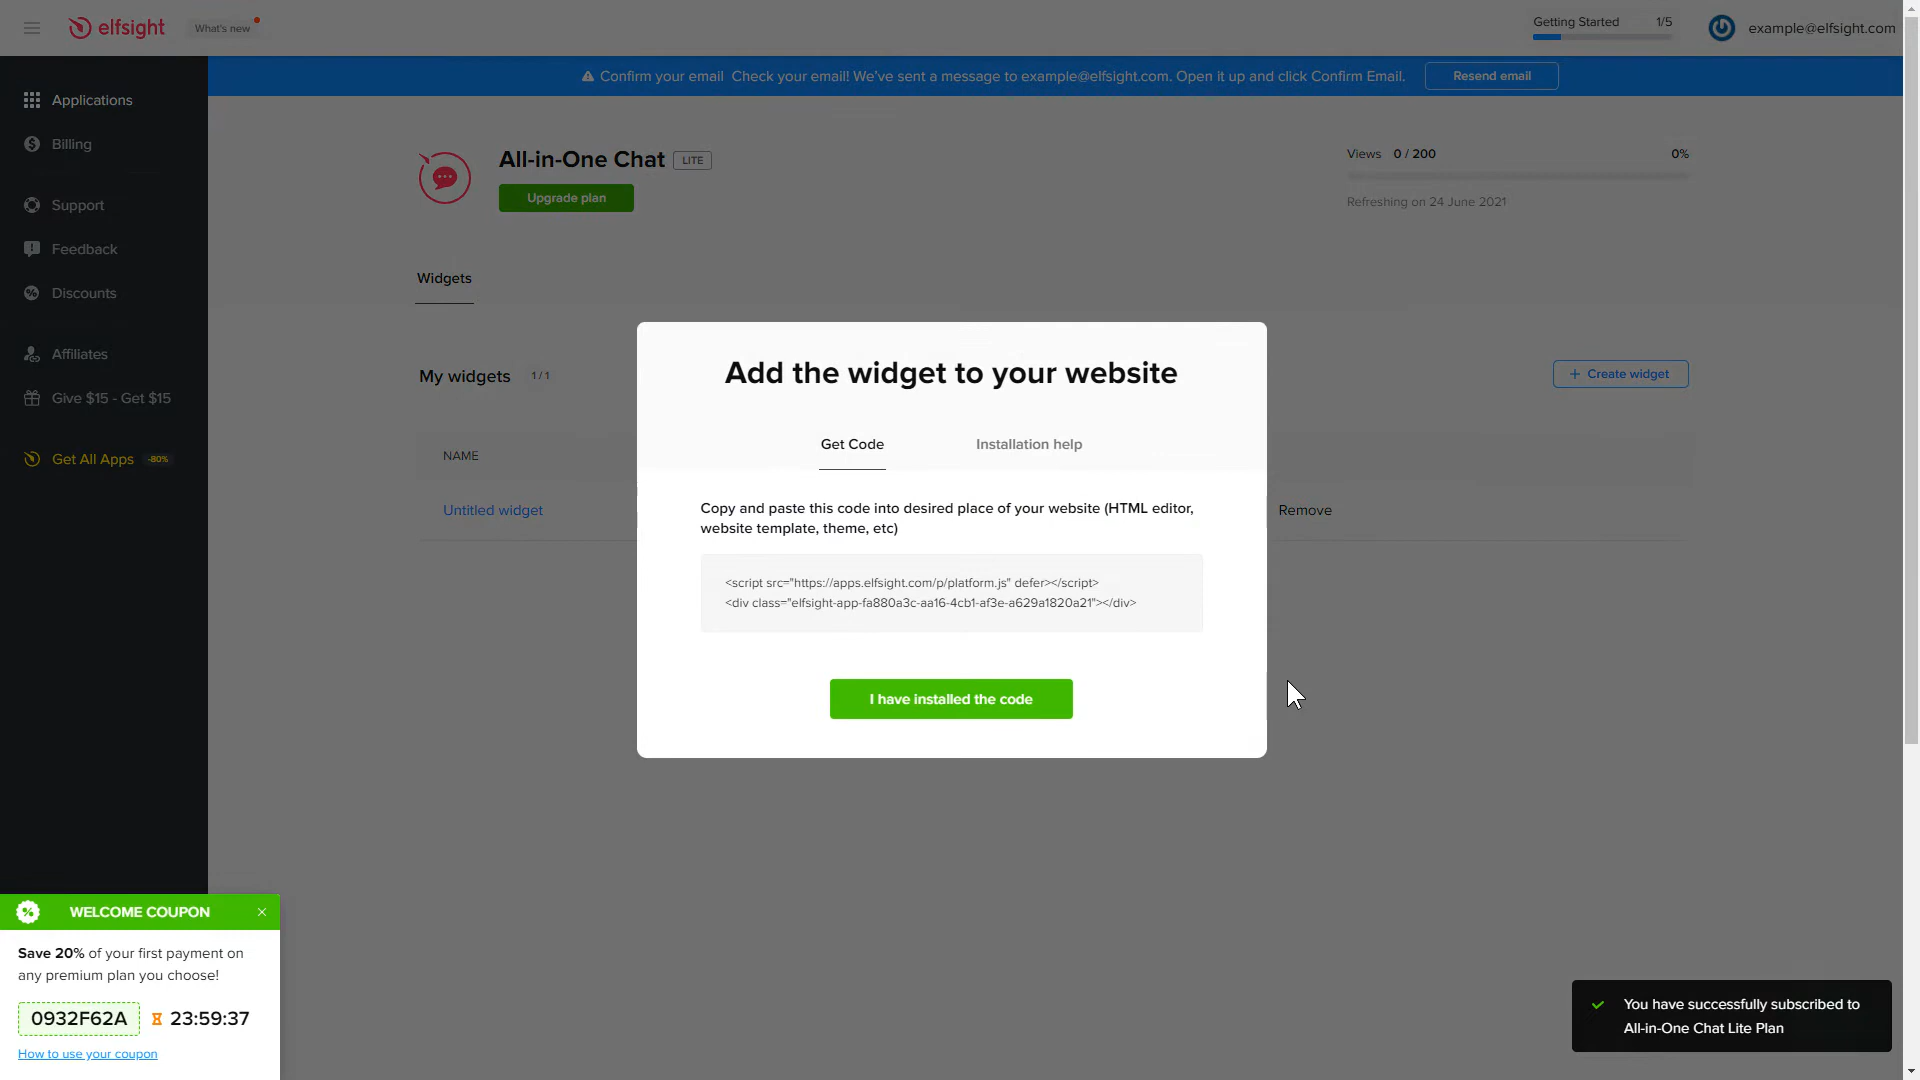 elfsight
What's new
Getting Started 1/5
example@elfsight.com
Confirm your email Check your email! We've sent a message to example@elfsight.com. Open it up and click Confirm Email.
Resend email
Applications
Billing
Support
Feedback
Discounts
Affiliates
Give $15 - Get $15
Get All Apps -80%
All-in-One Chat LITE
Upgrade plan
Views 0 / 200 0%
Refreshing on 24 June 2021
Widgets
My widgets 1 / 1
+ Create widget
NAME
Untitled widget
Remove
Add the widget to your website
Get Code Installation help
Copy and paste this code into desired place of your website (HTML editor,
website template, theme, etc)
<script src="https://apps.elfsight.com/p/platform.js" defer></script>
<div class="elfsight-app-fa880a3c-aa16-4cb1-af3e-a629a1820a21"></div>
I have installed the code
WELCOME COUPON
Save 20% of your first payment on
any premium plan you choose!
0932F62A 23:59:37
How to use your coupon
You have successfully subscribed to
All-in-One Chat Lite Plan